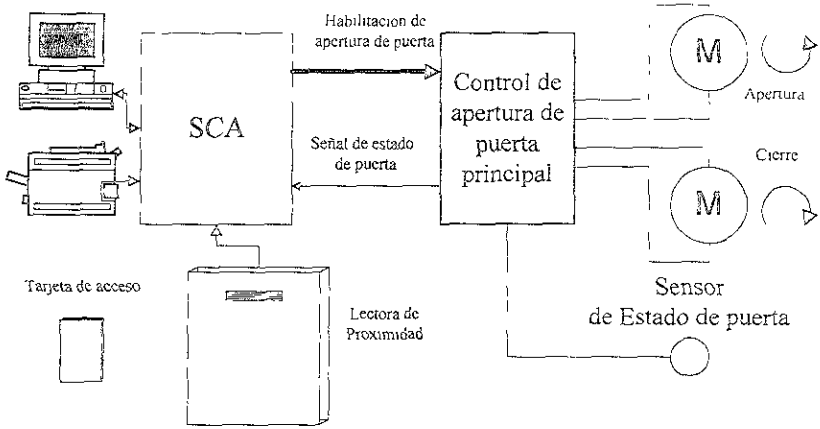 Habilitacion de
apertura de puerta
SCA
Control de
apertura de
puerta
principal
M
Apertura
Señal de estado
de puerta
Cierre
M
Tarjeta de acceso
Lectora de
Proximidad
Sensor
de Estado de puerta